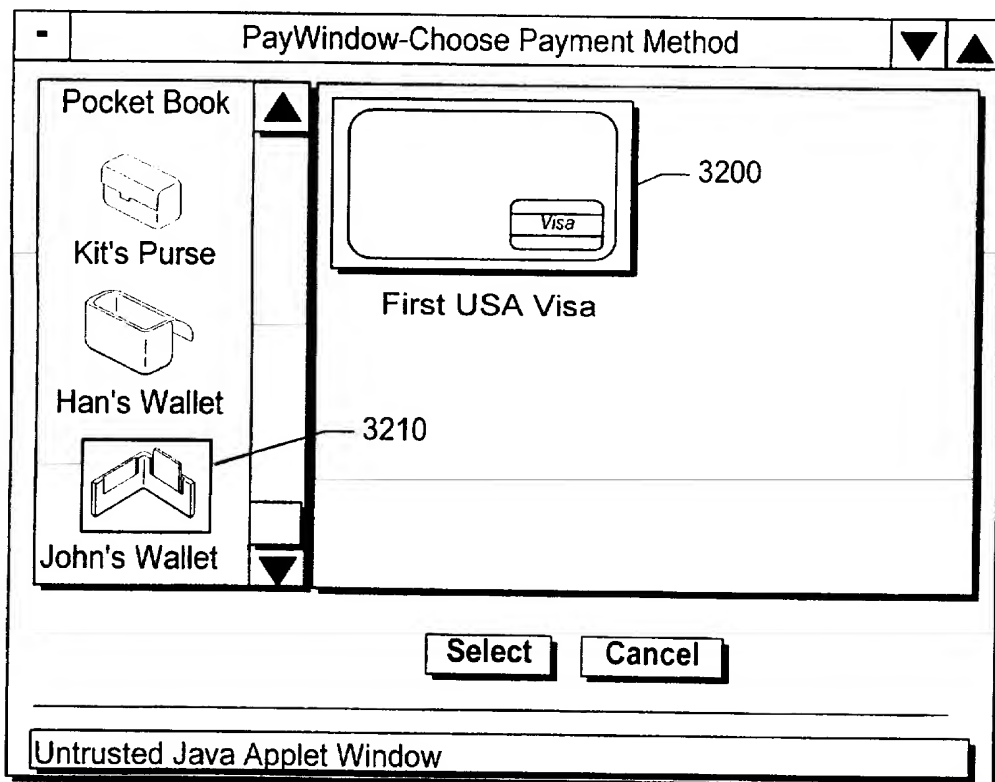 PayWindow-Choose Payment Method
Pocket Book
Kit's Purse
Han's Wallet
John's Wallet
3210
Visa
3200
First USA Visa
Select
Cancel
Untrusted Java Applet Window